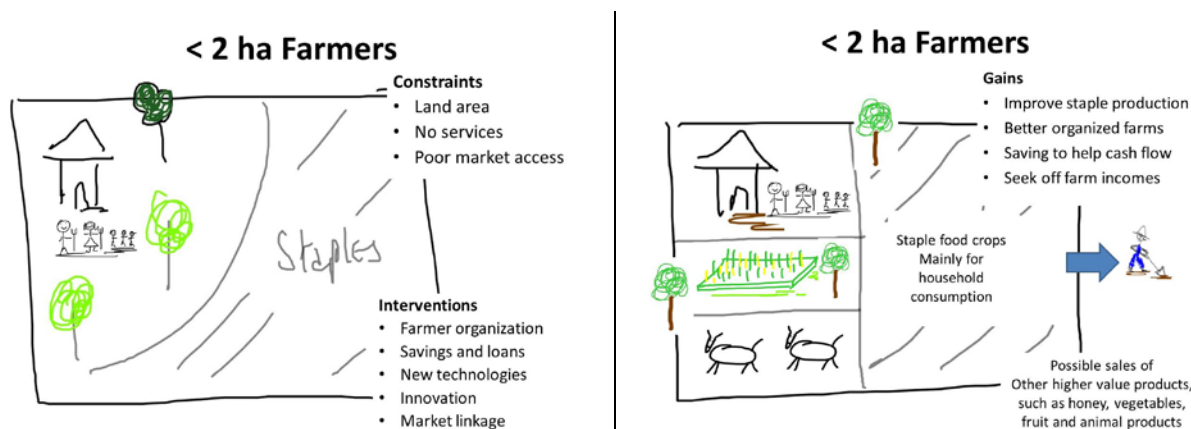 < 2 ha Farmers
Constraints
• Land area
• No services
• Poor market access
Staples
Interventions
• Farmer organization
• Savings and loans
• New technologies
• Innovation
• Market linkage
< 2 ha Farmers
Gains
• Improve staple production
• Better organized farms
• Saving to help cash flow
• Seek off farm incomes
Staple food crops
Mainly for
household
consumption
Possible sales of
Other higher value products,
such as honey, vegetables,
fruit and animal products